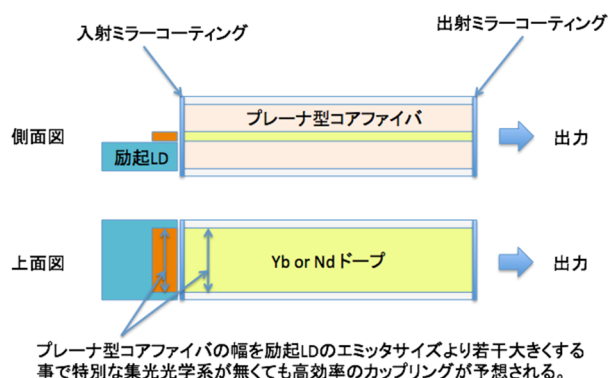 入射ミラーコーティング
出射ミラーコーティング
側面図
プレーナ型コアファイバ
励起LD
出力
上面図
Yb or Nd ドープ
出力
プレーナ型コアファイバの幅を励起LDのエミッタサイズより若干大きくする
事で特別な集光光学系が無くても高効率のカップリングが予想される。